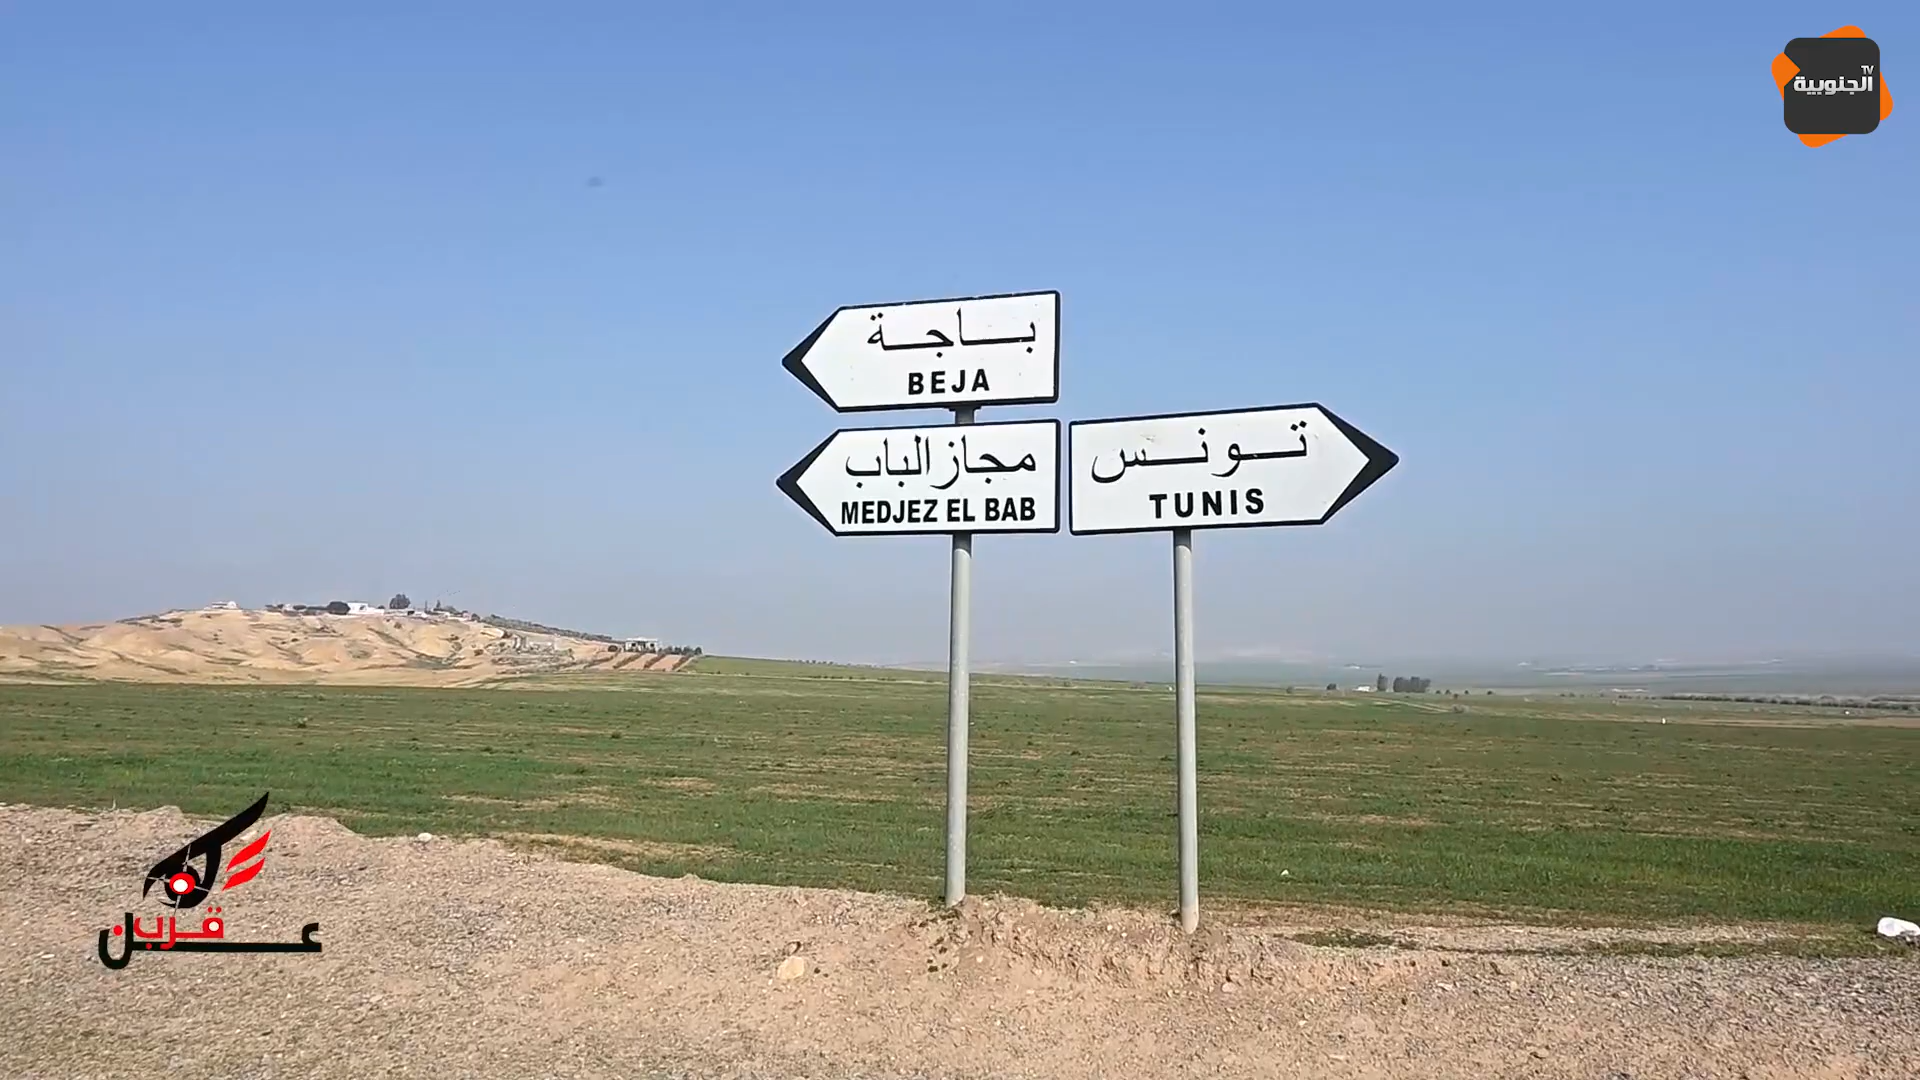 TV
الجنوبية
باجة
BEJA
مجاز الباب
MEDJEZ EL BAB
تونس
TUNIS
عن قرب